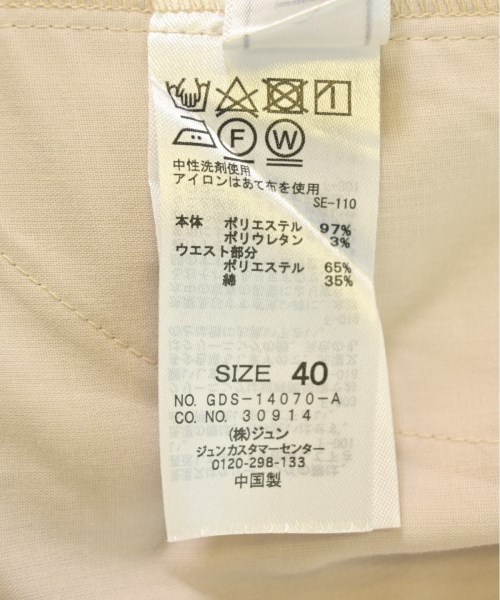 F W
中性洗剤使用
アイロンはあて布を使用
SE-110
本体 ポリエステル 97%
ポリウレタン 3%
ウエスト部分
ポリエステル 65%
綿 35%
SIZE 40
NO. GDS-14070-A
CO. NO. 30914
(株)ジュン
ジュンカスタマーセンター
0120-298-133
中国製